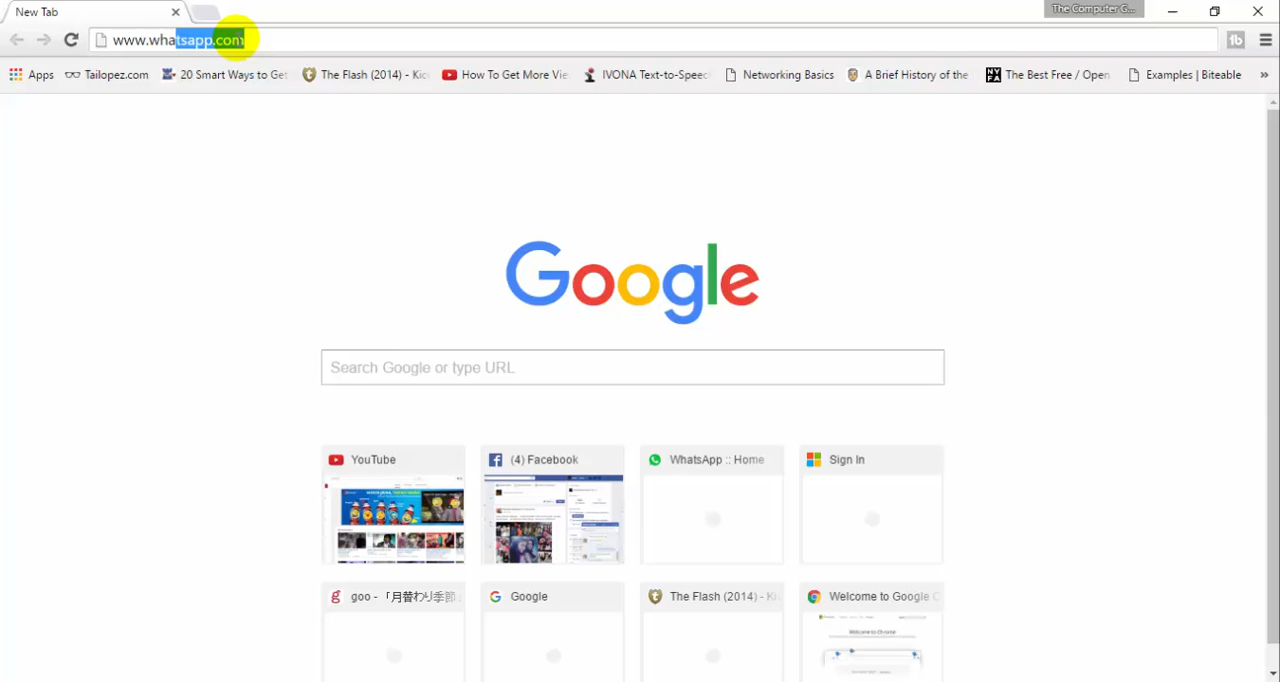 New Tab
The Computer G...
www.whatsapp.com
Apps Tailopez.com 20 Smart Ways to Get The Flash (2014) - Kic How To Get More Vie IVONA Text-to-Speec Networking Basics A Brief History of the The Best Free / Open Examples | Biteable »
Google
Search Google or type URL
YouTube (4) Facebook WhatsApp :: Home Sign In
goo - 「月替わり季節 Google The Flash (2014) - Ki Welcome to Google C